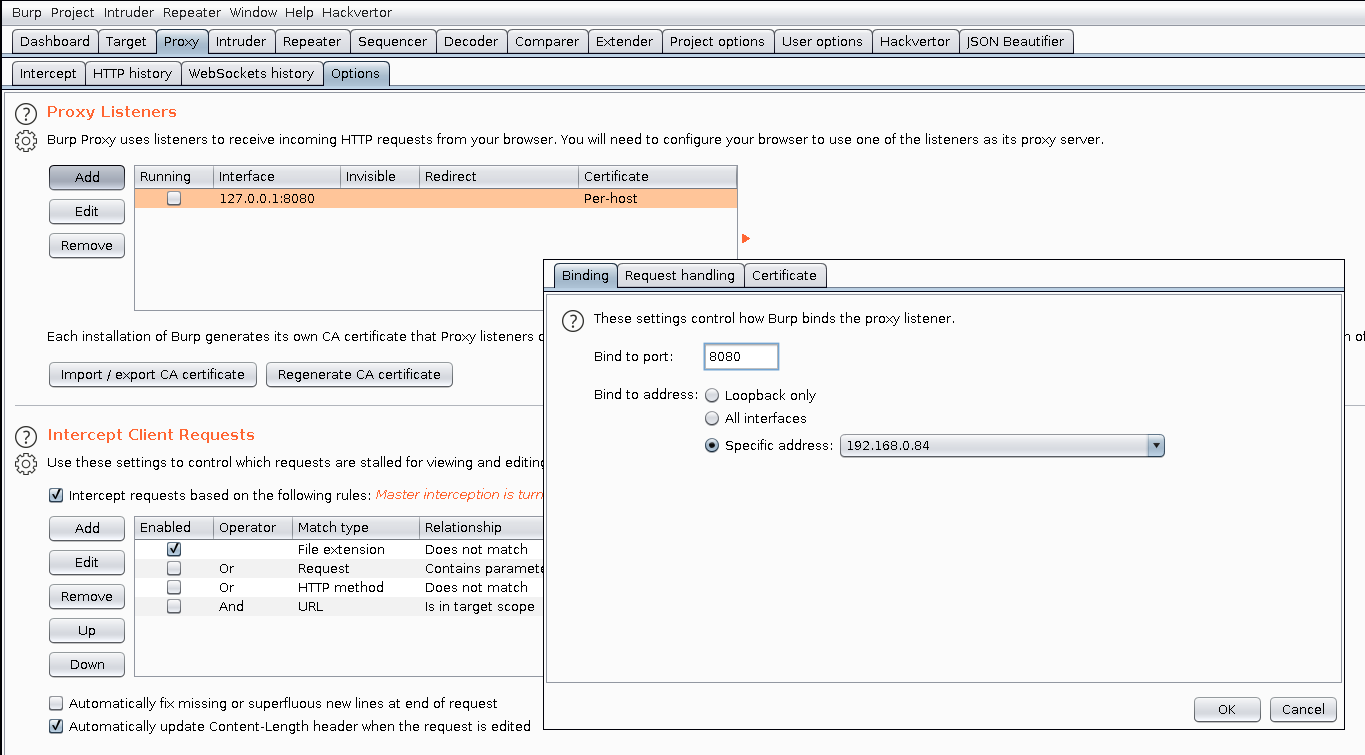 Burp Project Intruder Repeater Window Help Hackvertor
Dashboard Target Proxy Intruder Repeater Sequencer Decoder Comparer Extender Project options User options Hackvertor JSON Beautifier
Intercept HTTP history WebSockets history Options
? Proxy Listeners
Burp Proxy uses listeners to receive incoming HTTP requests from your browser. You will need to configure your browser to use one of the listeners as its proxy server.
Add
Edit
Remove
Running Interface Invisible Redirect Certificate
127.0.0.1:8080 Per-host
Each installation of Burp generates its own CA certificate that Proxy listeners
Import / export CA certificate Regenerate CA certificate
? Intercept Client Requests
Use these settings to control which requests are stalled for viewing and editing
Intercept requests based on the following rules: Master interception is turn
Add
Edit
Remove
Up
Down
Enabled Operator Match type Relationship
File extension Does not match
Or Request Contains paramete
Or HTTP method Does not match
And URL Is in target scope
Automatically fix missing or superfluous new lines at end of request
Automatically update Content-Length header when the request is edited
Binding Request handling Certificate
? These settings control how Burp binds the proxy listener.
Bind to port: 8080
Bind to address: Loopback only
All interfaces
Specific address: 192.168.0.84
OK Cancel